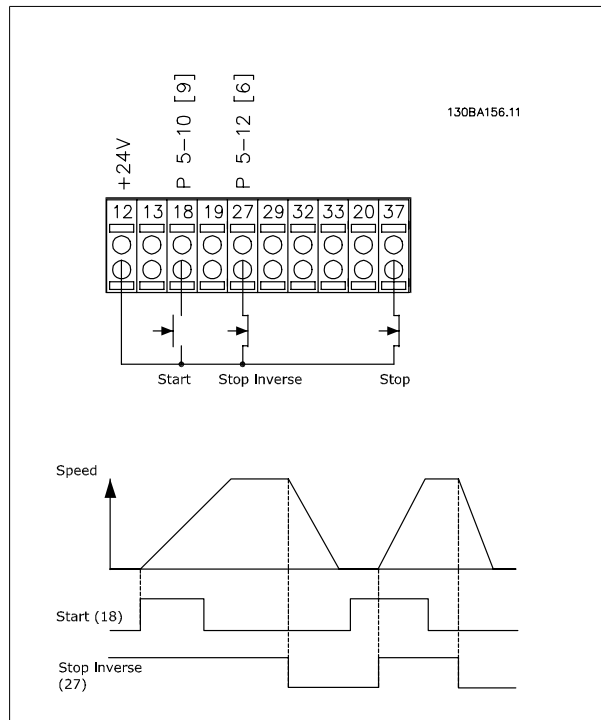 +24V
P 5-10 [9]
P 5-12 [6]
130BA156.11
12 13 18 19 27 29 32 33 20 37
Start Stop Inverse Stop
Speed
Start (18)
Stop Inverse
(27)